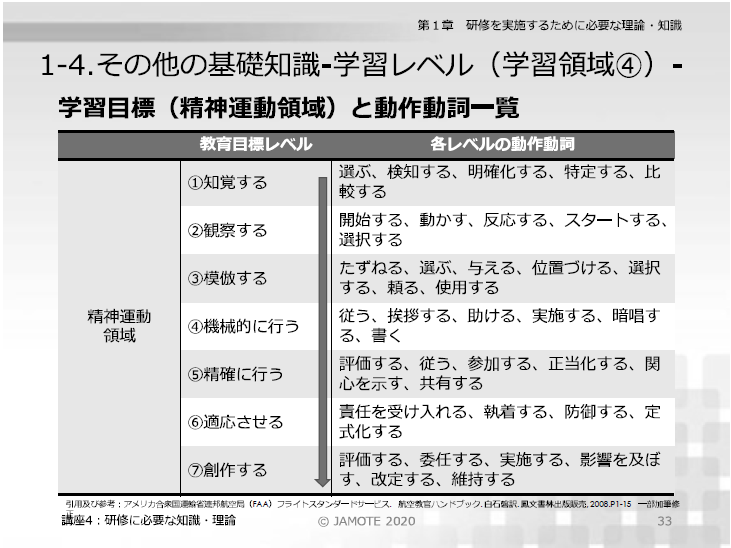 第１章　研修を実施するために必要な理論・知識
1-4.その他の基礎知識-学習レベル（学習領域④）-
学習目標（精神運動領域）と動作動詞一覧
教育目標レベル
各レベルの動作動詞
精神運動
領域
①知覚する
選ぶ、検知する、明確化する、特定する、比
較する
②観察する
開始する、動かす、反応する、スタートする、
選択する
③模倣する
たずねる、選ぶ、与える、位置づける、選択
する、頼る、使用する
④機械的に行う
従う、挨拶する、助ける、実施する、暗唱す
る、書く
⑤精確に行う
評価する、従う、参加する、正当化する、関
心を示す、共有する
⑥適応させる
責任を受け入れる、執着する、防御する、定
式化する
⑦創作する
評価する、委任する、実施する、影響を及ぼ
す、改定する、維持する
引用及び参考：アメリカ合衆国運輸省連邦航空局（FAA）フライトスタンダードサービス．航空教官ハンドブック.白石磐訳.鳳文書林出版販売,2008.P1-15　一部加筆修
講座4：研修に必要な知識・理論
© JAMOTE 2020
33